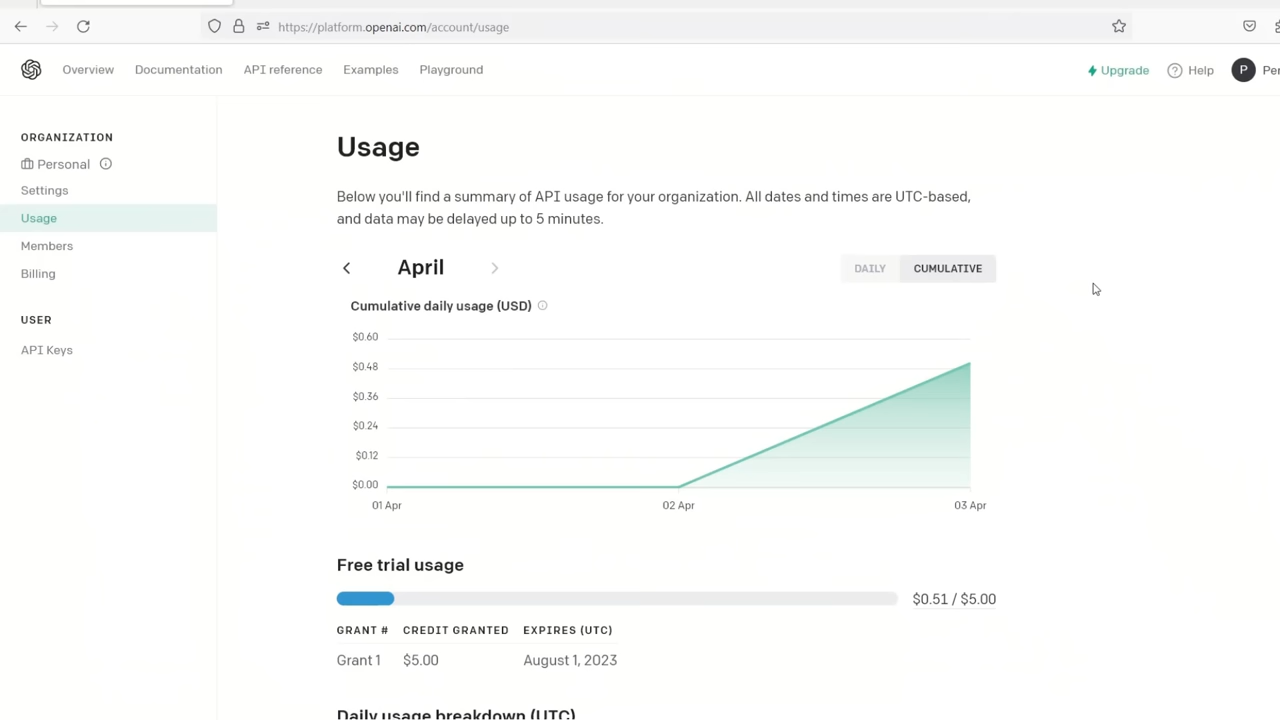 https://platform.openai.com/account/usage
Overview Documentation API reference Examples Playground Upgrade Help P
ORGANIZATION
Personal
Settings
Usage
Members
Billing
USER
API Keys
Usage
Below you'll find a summary of API usage for your organization. All dates and times are UTC-based,
and data may be delayed up to 5 minutes.
April
DAILY CUMULATIVE
Cumulative daily usage (USD)
$0.60
$0.48
$0.36
$0.24
$0.12
$0.00
01 Apr 02 Apr 03 Apr
Free trial usage
$0.51 / $5.00
GRANT # CREDIT GRANTED EXPIRES (UTC)
Grant 1 $5.00 August 1, 2023
Daily usage breakdown (UTC)